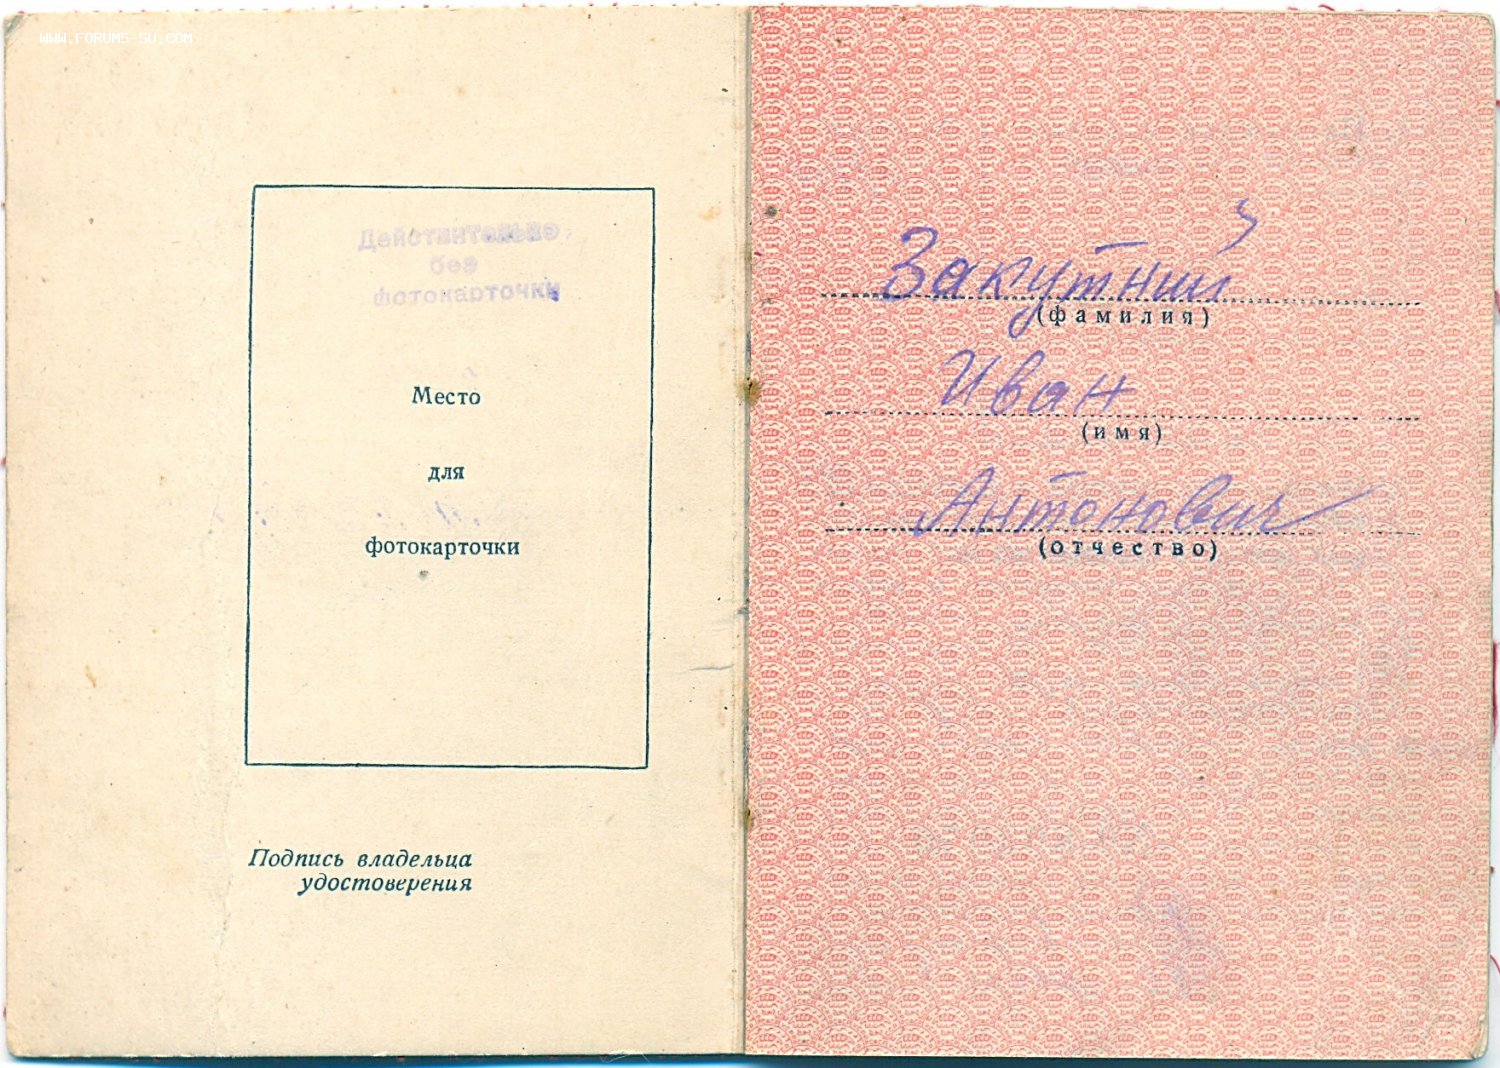 WWW.FORUMS-SU.COM
Действительно
без
фотокарточки
Место
для
фотокарточки
Подпись владельца
удостоверения
Закутний
(фамилия)
Иван
(имя)
Антонович
(отчество)